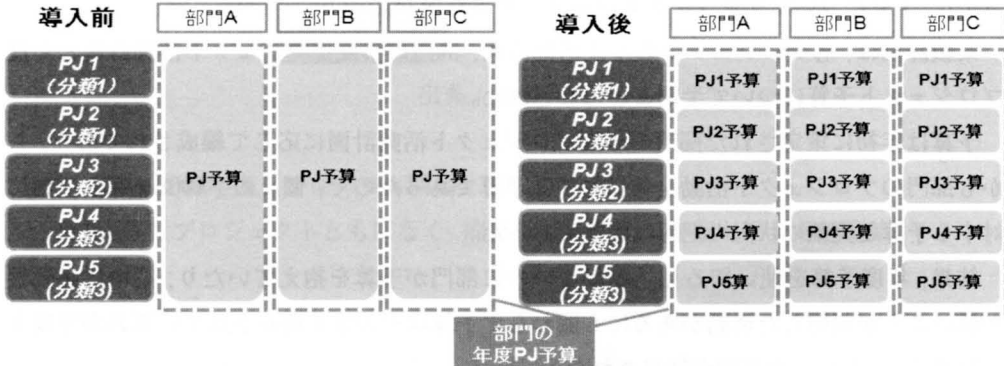 導入前
部門A
部門B
部門C
PJ 1
(分類1)
PJ 2
(分類1)
PJ 3
(分類2)
PJ 4
(分類3)
PJ 5
(分類3)
PJ予算
PJ予算
PJ予算
導入後
部門A
部門B
部門C
PJ 1
(分類1)
PJ1予算
PJ1予算
PJ1予算
PJ 2
(分類1)
PJ2予算
PJ2予算
PJ2予算
PJ 3
(分類2)
PJ3予算
PJ3予算
PJ3予算
PJ 4
(分類3)
PJ4予算
PJ4予算
PJ4予算
PJ 5
(分類3)
PJ5算
PJ5予算
PJ5予算
部門の
年度PJ予算